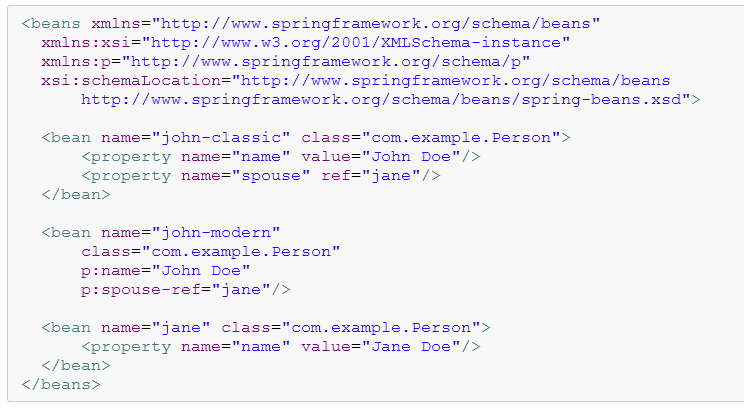 <beans xmlns="http://www.springframework.org/schema/beans"
  xmlns:xsi="http://www.w3.org/2001/XMLSchema-instance"
  xmlns:p="http://www.springframework.org/schema/p"
  xsi:schemaLocation="http://www.springframework.org/schema/beans
      http://www.springframework.org/schema/beans/spring-beans.xsd">

  <bean name="john-classic" class="com.example.Person">
      <property name="name" value="John Doe"/>
      <property name="spouse" ref="jane"/>
  </bean>

  <bean name="john-modern"
      class="com.example.Person"
      p:name="John Doe"
      p:spouse-ref="jane"/>

  <bean name="jane" class="com.example.Person">
      <property name="name" value="Jane Doe"/>
  </bean>
</beans>